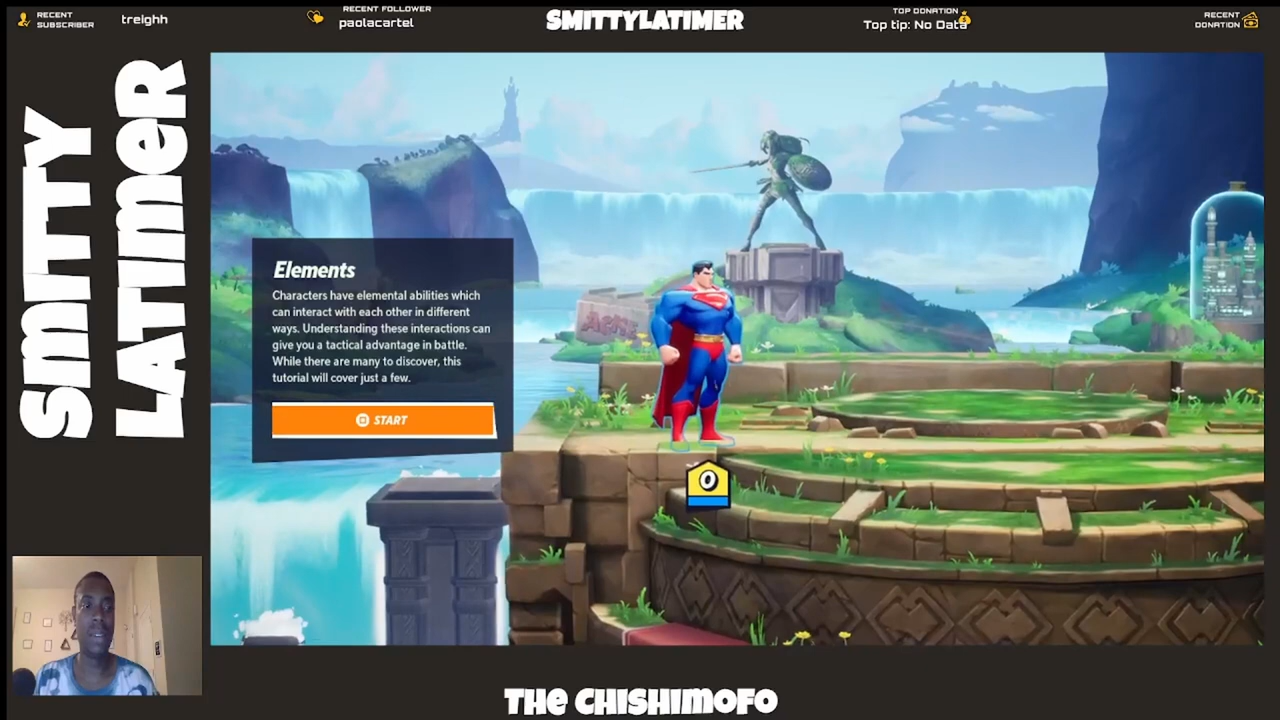 RECENT
SUBSCRIBER
treighh
RECENT FOLLOWER
paolacartel
SMITTYLATIMER
TOP DONATION
Top tip: No Data
RECENT
DONATION
SMITTY
LATIMER
Elements
Characters have elemental abilities which
can interact with each other in different
ways. Understanding these interactions can
give you a tactical advantage in battle.
While there are many to discover, this
tutorial will cover just a few.
START
ACME
0
THE CHISHIMOFO